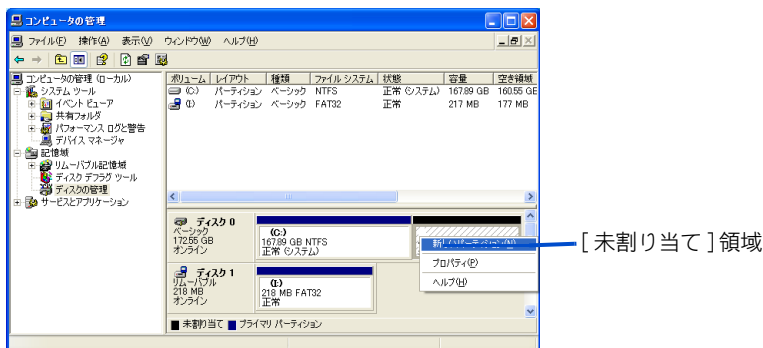 コンピュータの管理
ファイル(F) 操作(A) 表示(V) ウィンドウ(W) ヘルプ(H)
コンピュータの管理 (ローカル)
システム ツール
イベント ビューア
共有フォルダ
パフォーマンス ログと警告
デバイス マネージャ
記憶域
リムーバブル記憶域
ディスク デフラグ ツール
ディスクの管理
サービスとアプリケーション
ボリューム レイアウト 種類 ファイル システム 状態 容量 空き領域
(C:) パーティション ベーシック NTFS 正常 (システム) 167.89 GB 160.55 GB
(I:) パーティション ベーシック FAT32 正常 217 MB 177 MB
ディスク 0
ベーシック
172.55 GB
オンライン
(C:)
167.89 GB NTFS
正常 (システム)
新しいパーティション(N)
プロパティ(P)
ヘルプ(H)
[未割り当て]領域
ディスク 1
リムーバブル
218 MB
オンライン
(I:)
218 MB FAT32
正常
未割り当て プライマリ パーティション